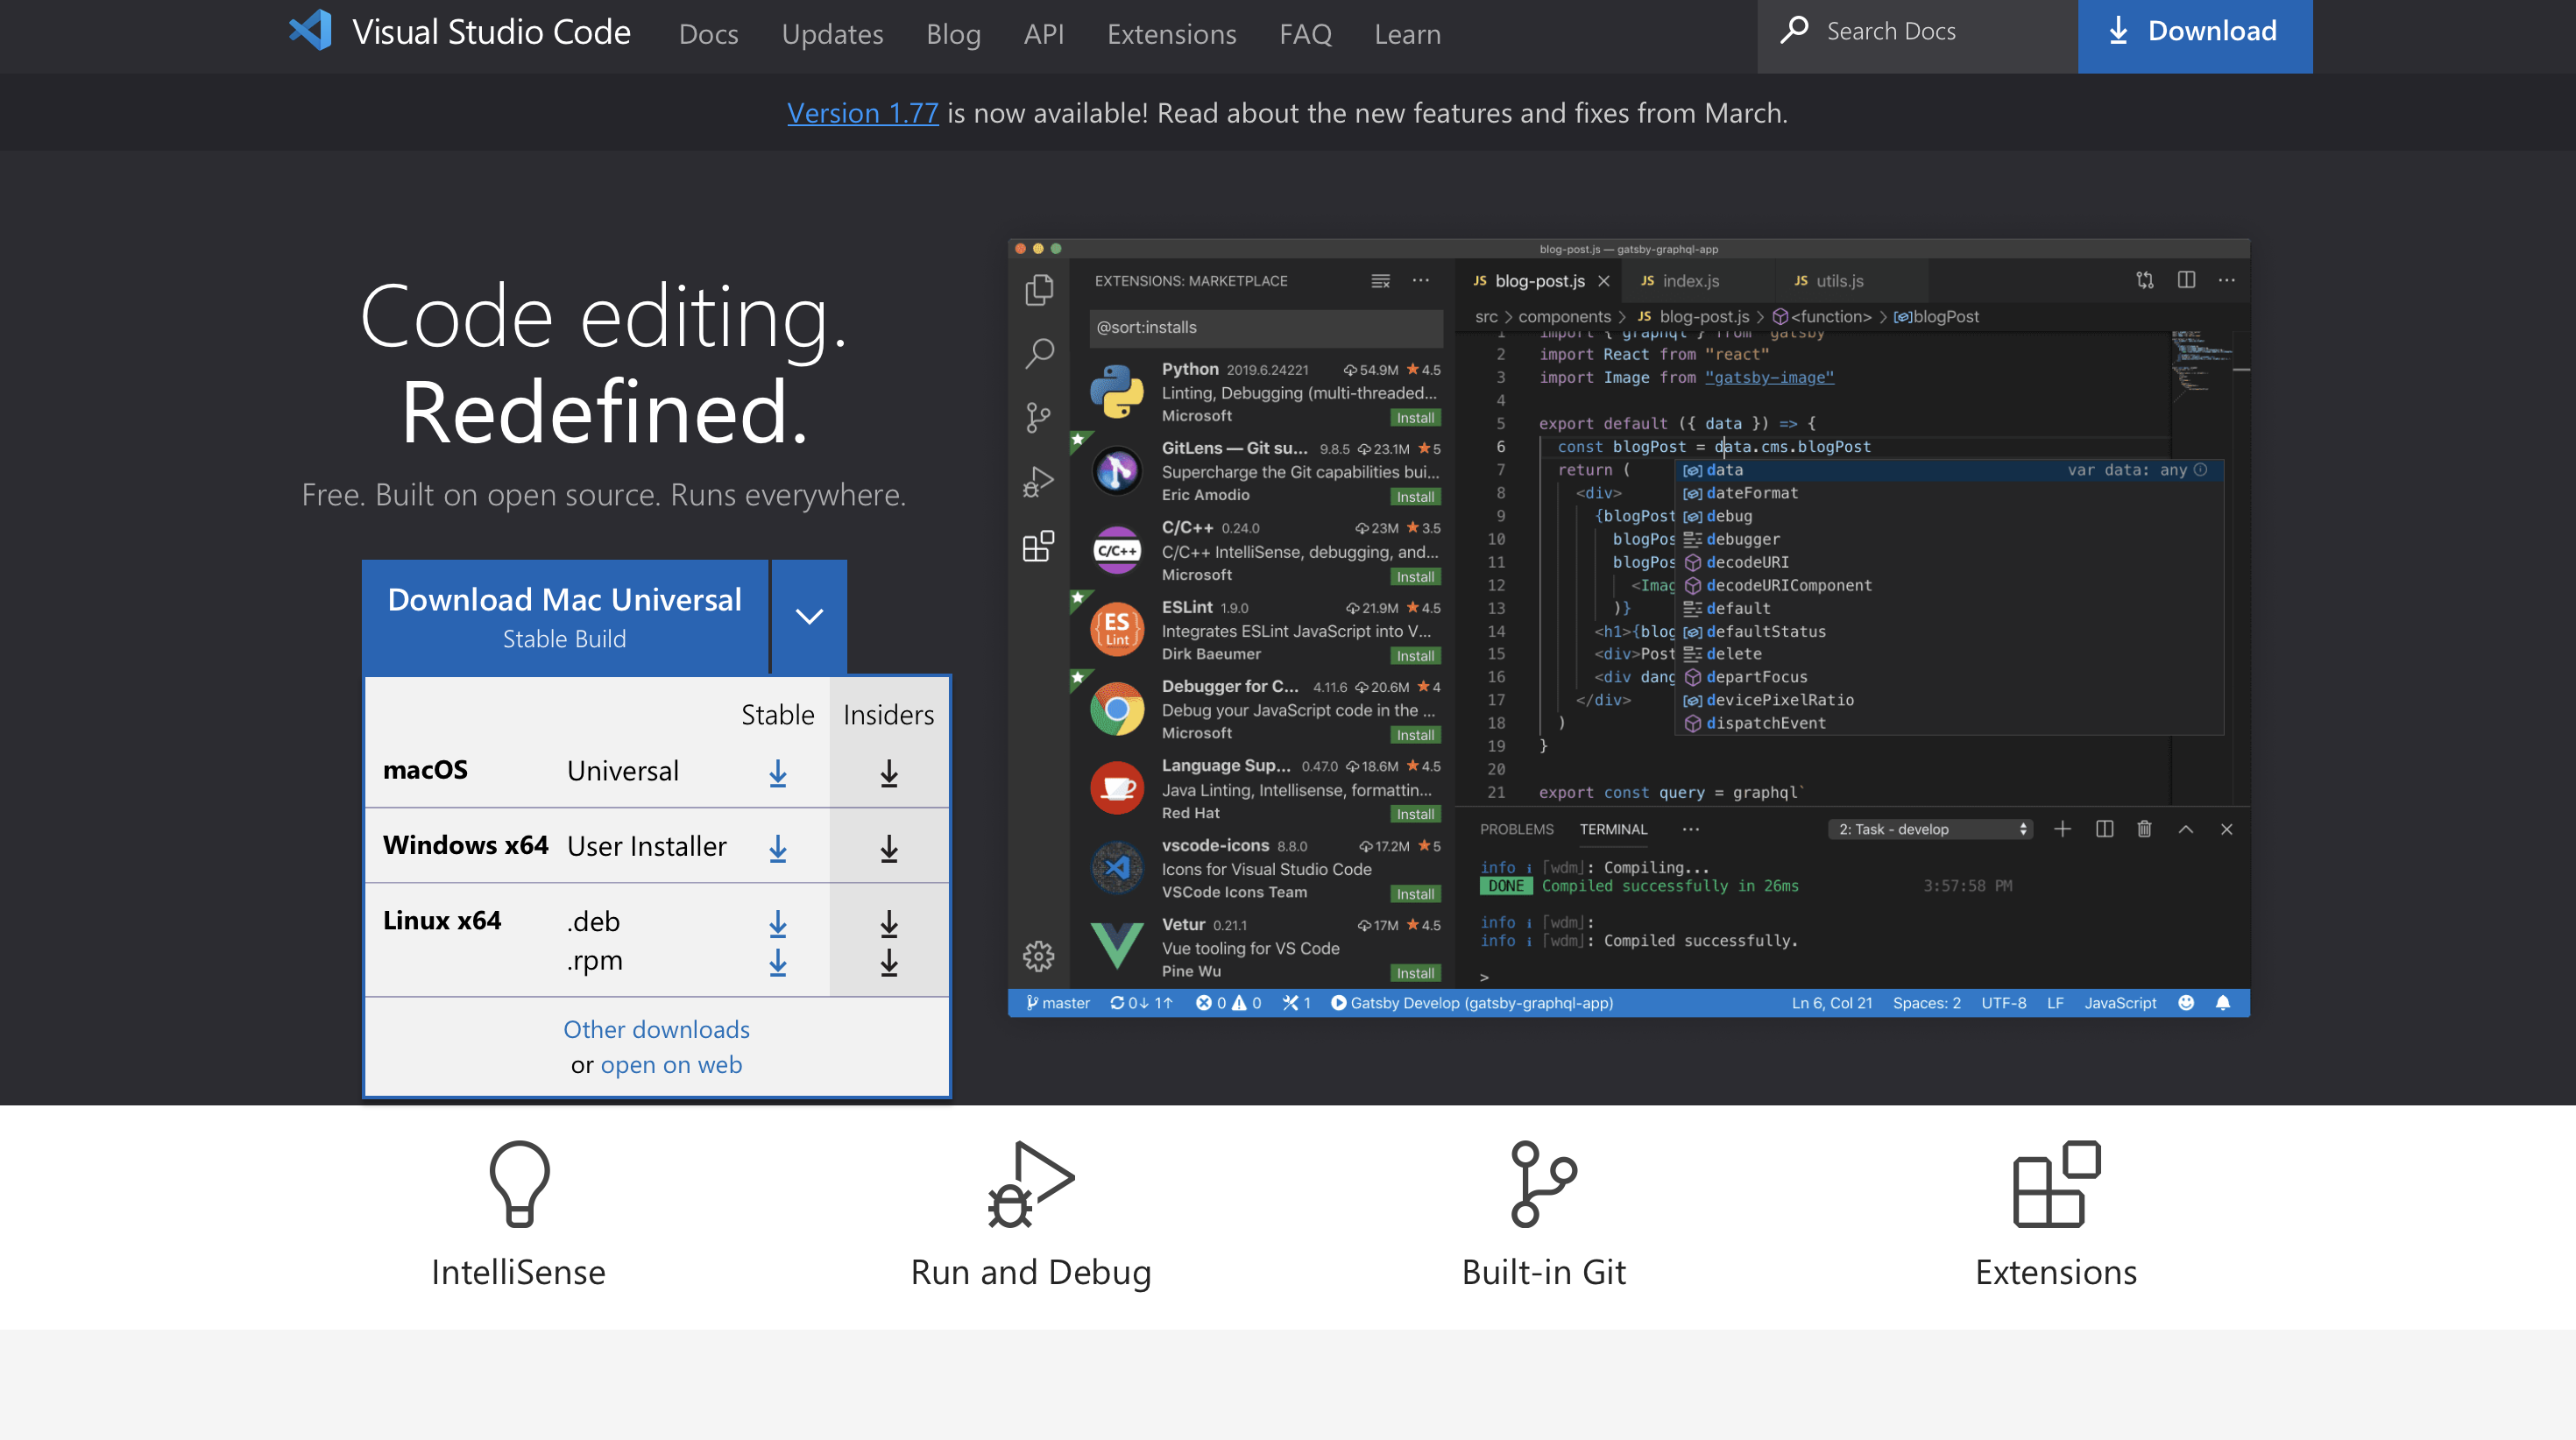 Visual Studio Code Docs Updates Blog API Extensions FAQ Learn Search Docs Download
Version 1.77 is now available! Read about the new features and fixes from March.
Code editing.
Redefined.
Free. Built on open source. Runs everywhere.
Download Mac Universal
Stable Build
Stable Insiders
macOS Universal
Windows x64 User Installer
Linux x64 .deb
.rpm
Other downloads
or open on web
blog-post.js — gatsby-graphql-app
EXTENSIONS: MARKETPLACE
@sort:installs
Python 2019.6.24221 54.9M 4.5
Linting, Debugging (multi-threaded...
Microsoft Install
GitLens — Git su... 9.8.5 23.1M 5
Supercharge the Git capabilities bui...
Eric Amodio Install
C/C++
C/C++ 0.24.0 23M 3.5
C/C++ IntelliSense, debugging, and...
Microsoft Install
ES
Lint
ESLint 1.9.0 21.9M 4.5
Integrates ESLint JavaScript into V...
Dirk Baeumer Install
Debugger for C... 4.11.6 20.6M 4
Debug your JavaScript code in the ...
Microsoft Install
Language Sup... 0.47.0 18.6M 4.5
Java Linting, Intellisense, formattin...
Red Hat Install
vscode-icons 8.8.0 17.2M 5
Icons for Visual Studio Code
VSCode Icons Team Install
Vetur 0.21.1 17M 4.5
Vue tooling for VS Code
Pine Wu Install
JS blog-post.js JS index.js JS utils.js
src > components > JS blog-post.js > <function> > blogPost
1 import { graphql } from "gatsby"
2 import React from "react"
3 import Image from "gatsby-image"
4
5 export default ({ data }) => {
6 const blogPost = data.cms.blogPost
7 return (
8 <div>
9 {blogPost
10 blogPos
11 blogPos
12 <Imag
13 )}
14 <h1>{blog
15 <div>Post
16 <div dang
17 </div>
18 )
19 }
20
21 export const query = graphql`
data var data: any
dateFormat
debug
debugger
decodeURI
decodeURIComponent
default
defaultStatus
delete
departFocus
devicePixelRatio
dispatchEvent
PROBLEMS TERMINAL ... 2: Task - develop
info i ｢wdm｣: Compiling...
DONE Compiled successfully in 26ms 3:57:58 PM
info i ｢wdm｣:
info i ｢wdm｣: Compiled successfully.
>
master 0↓ 1↑ 0 0 1 Gatsby Develop (gatsby-graphql-app) Ln 6, Col 21 Spaces: 2 UTF-8 LF JavaScript
IntelliSense
Run and Debug
Built-in Git
Extensions